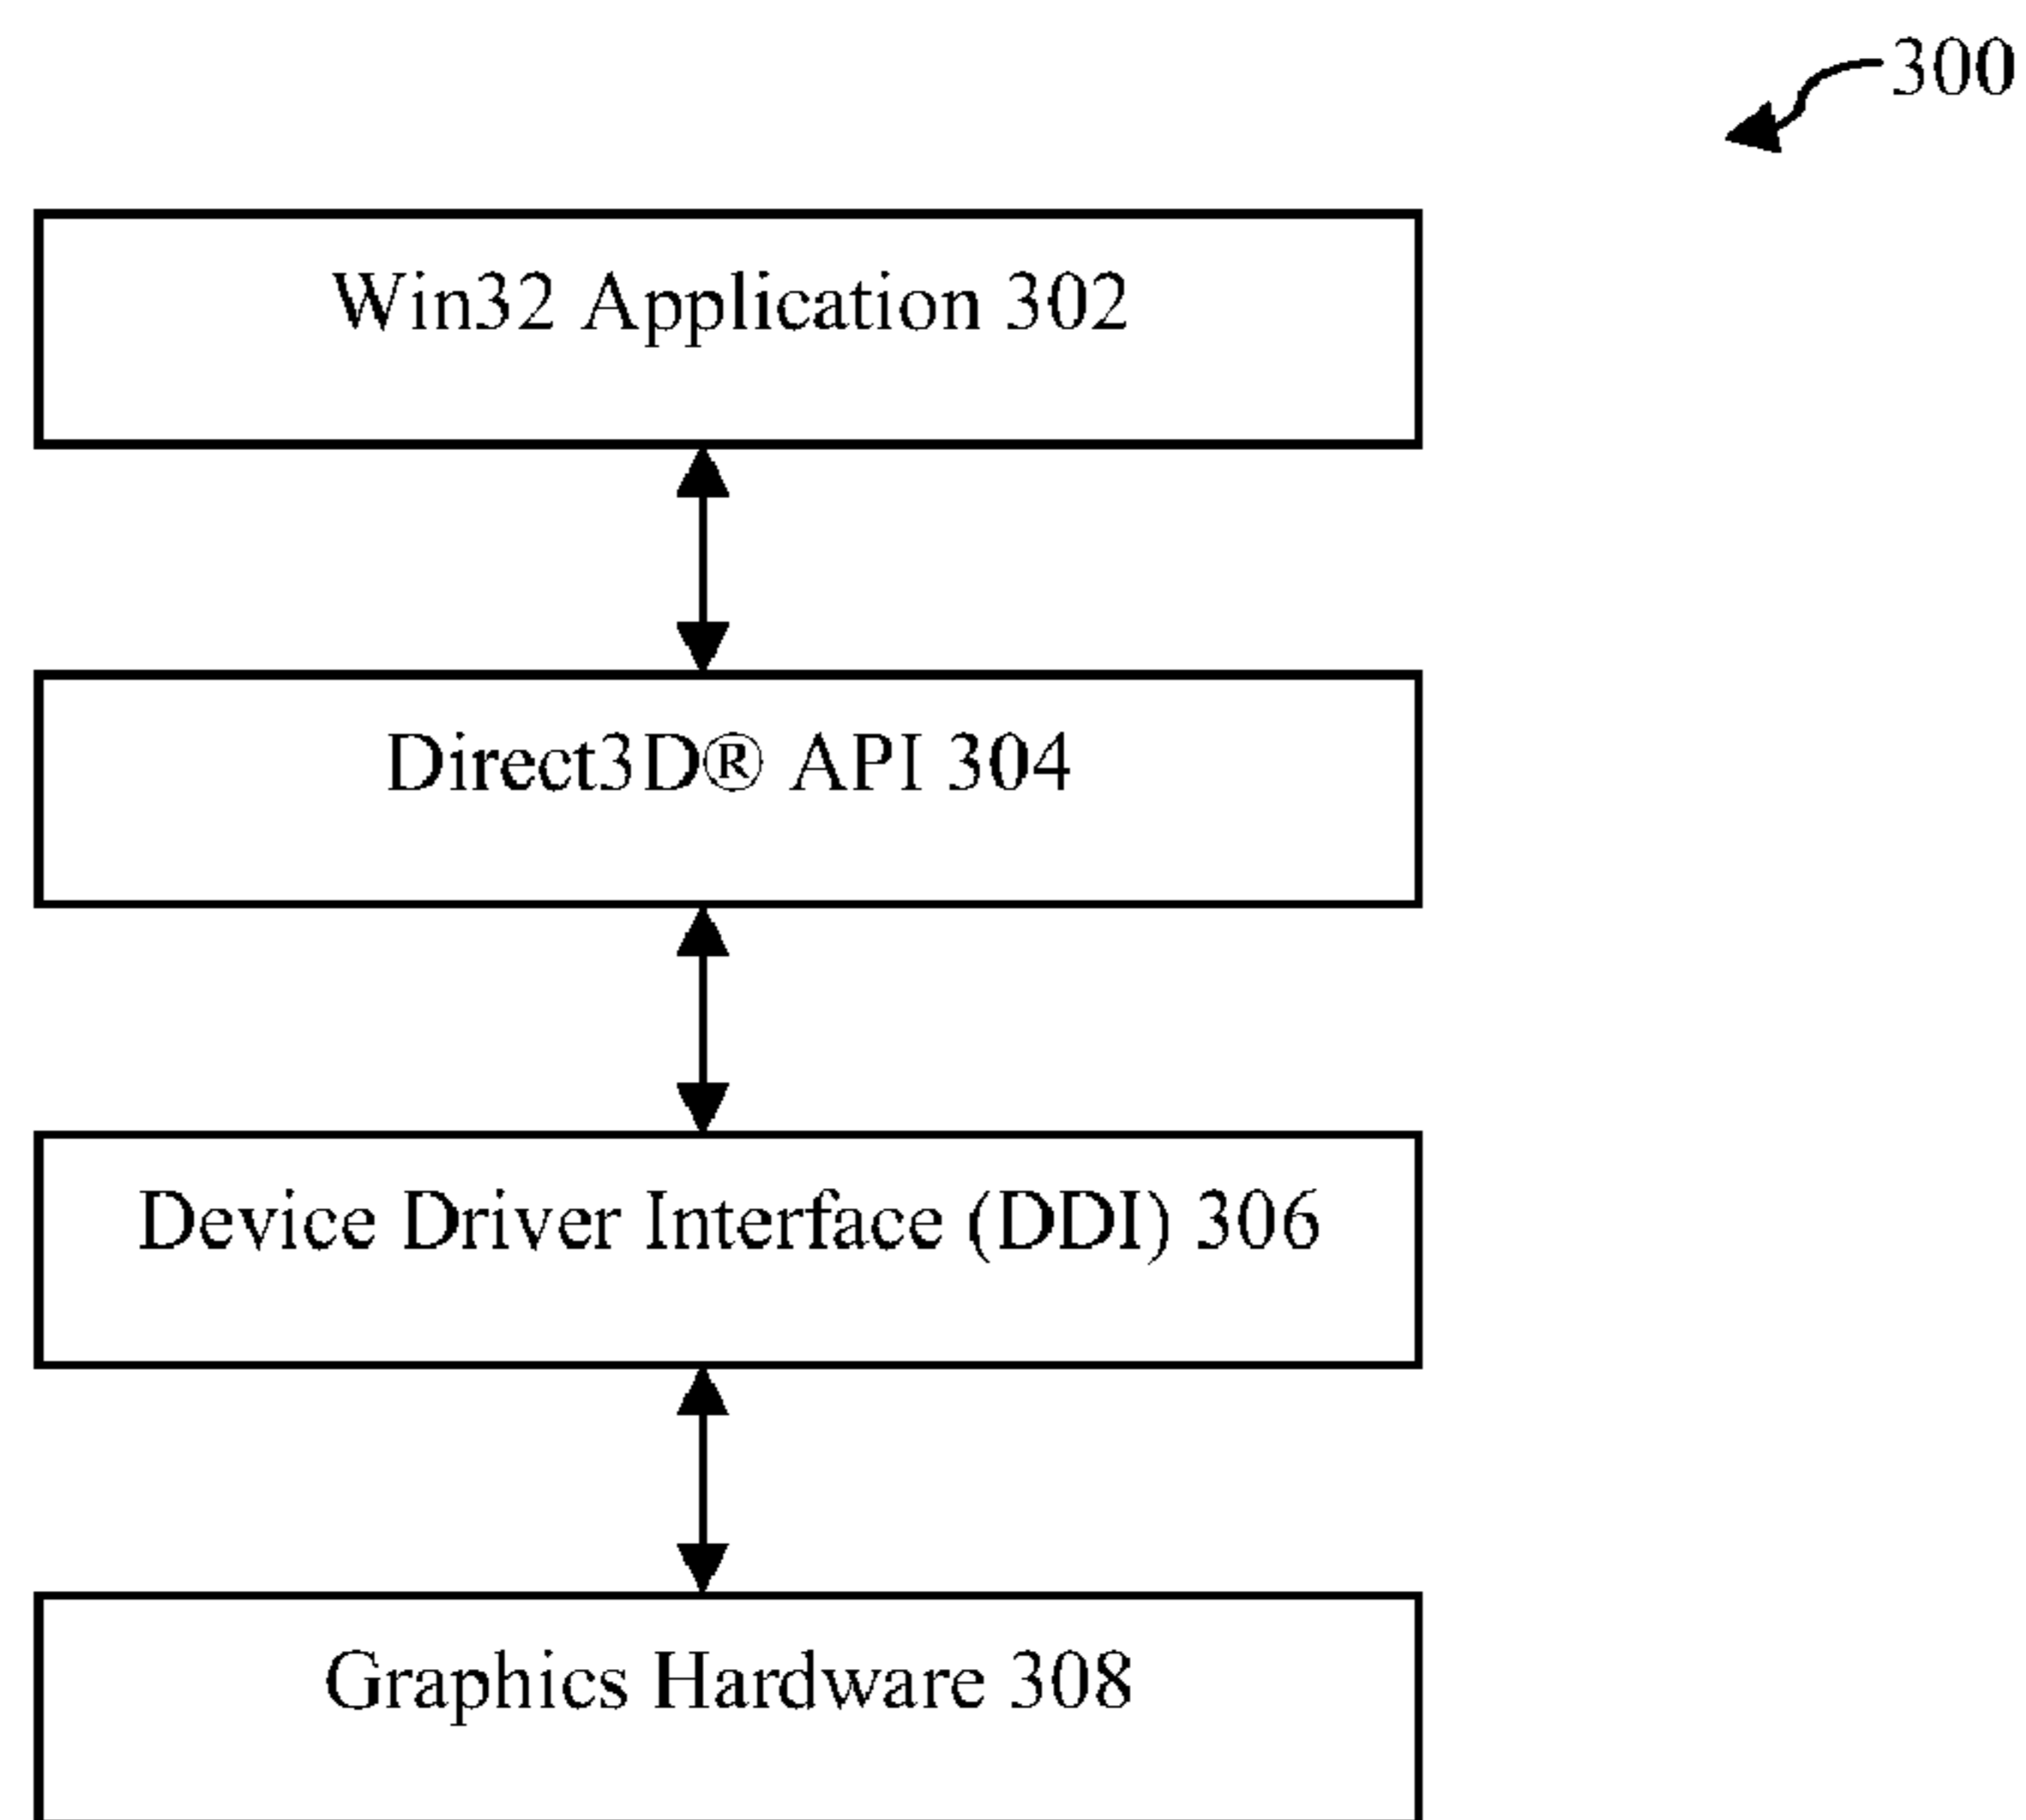 300
Win32 Application 302
Direct3D® API 304
Device Driver Interface (DDI) 306
Graphics Hardware 308